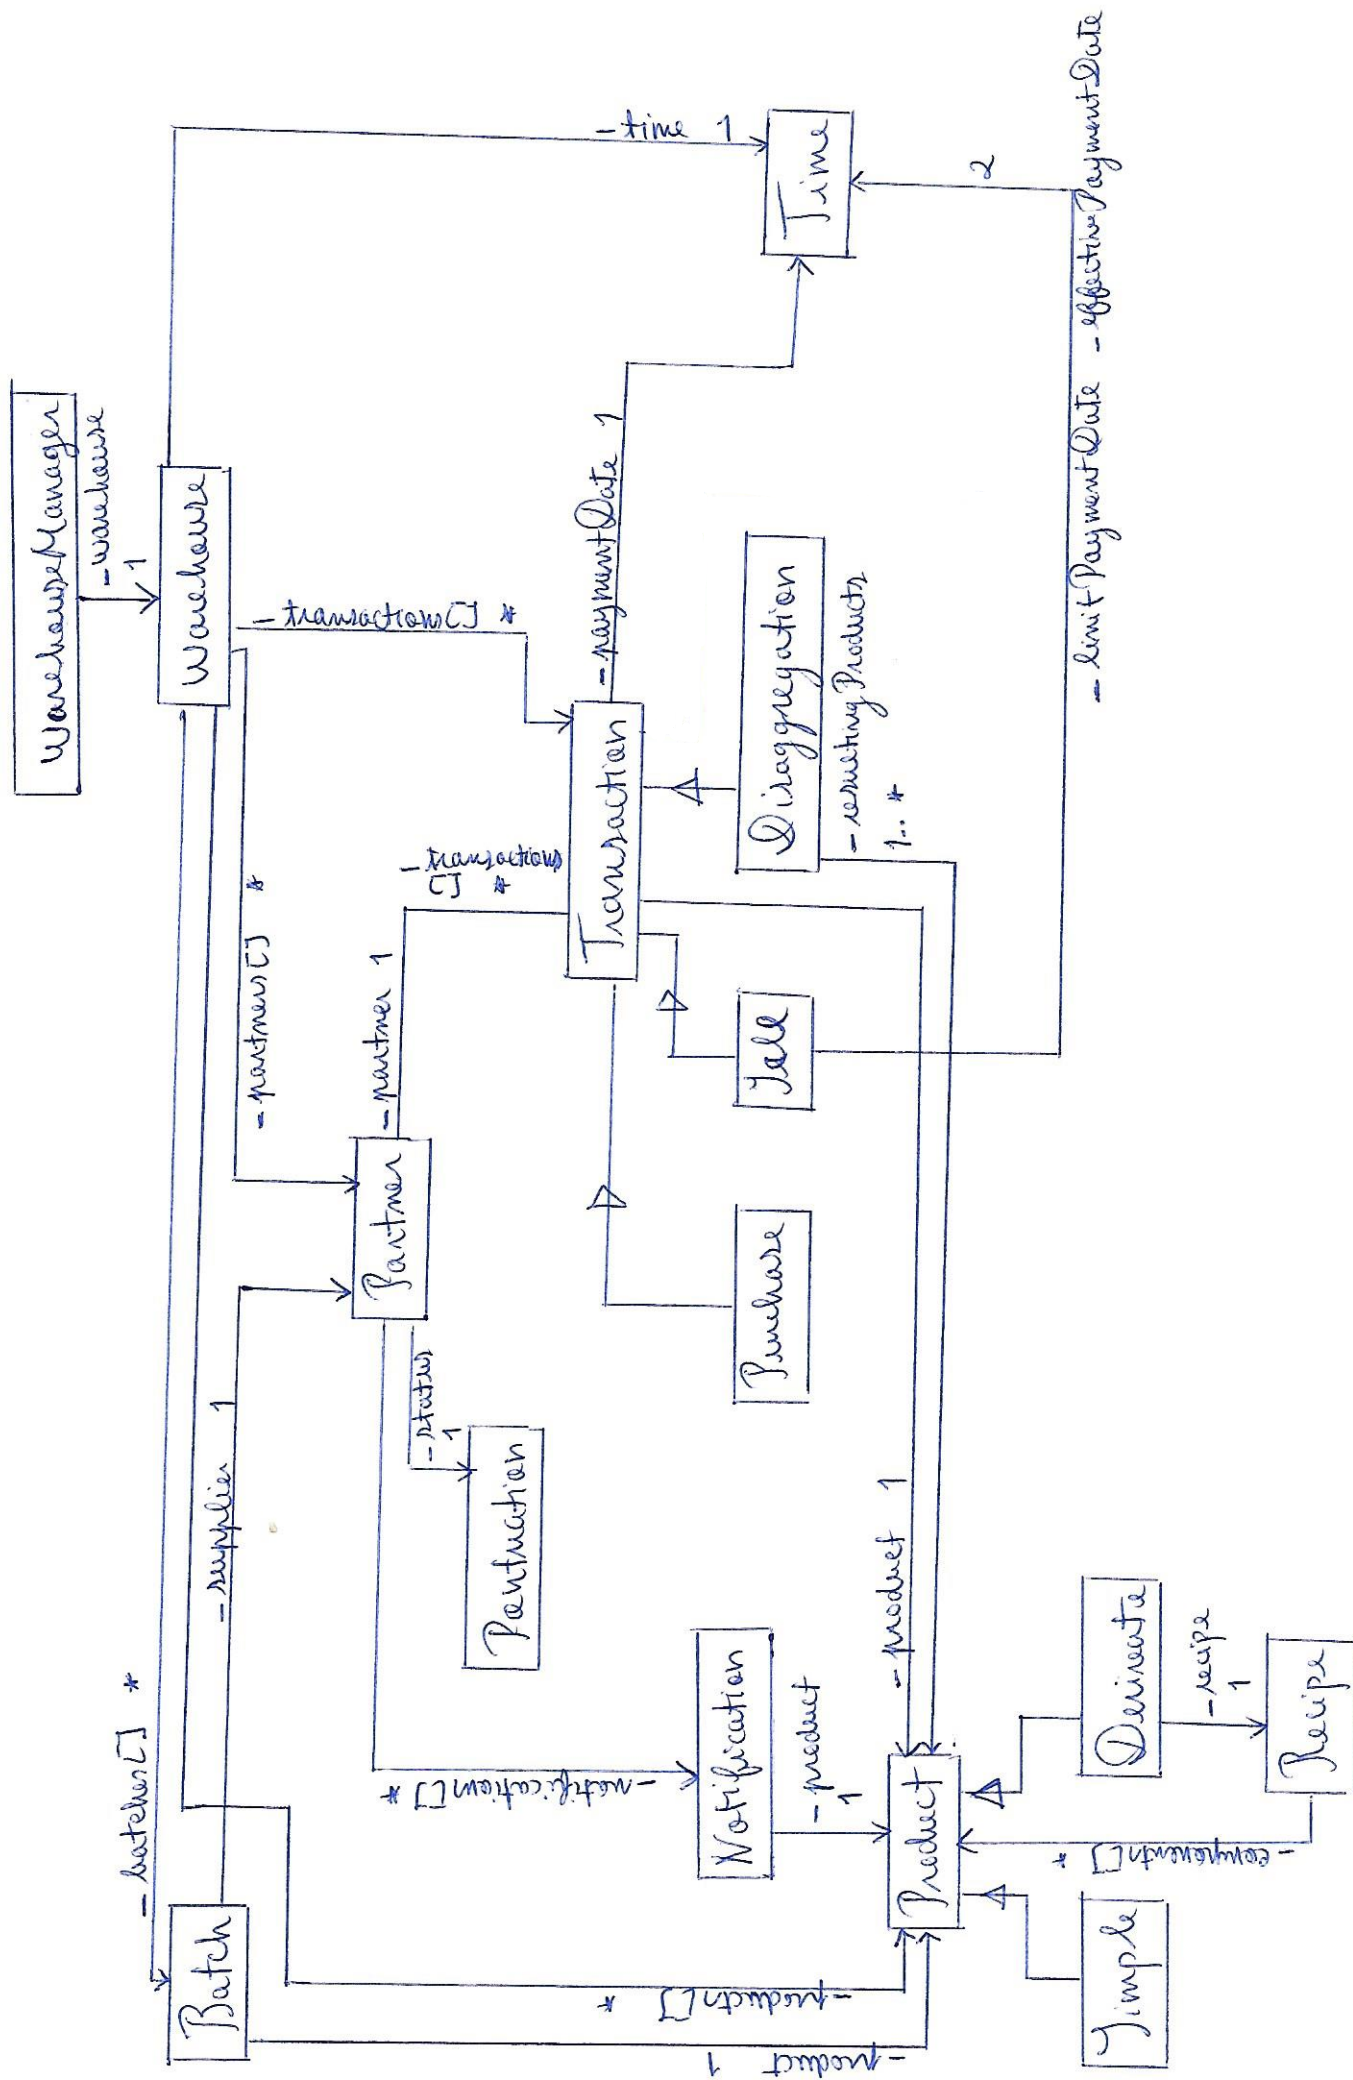 WarehouseManager
- warehouse
1
Warehouse
- time 1
- transactions[] *
- partners[] *
- batches[] *
- supplier 1
Batch
Partner
- partner 1
- transactions
[] *
Transaction
- paymentDate 1
Time
2
- status
1
Pontuation
- notification[] *
Notification
- product
1
Purchase
Sale
Disaggregation
- resultingProducts
1..*
- limitPaymentDate - effectivePaymentDate
- product 1
Product
- products[] *
- product 1
Simple
- components[] *
Derivate
- recipe
1
Recipe